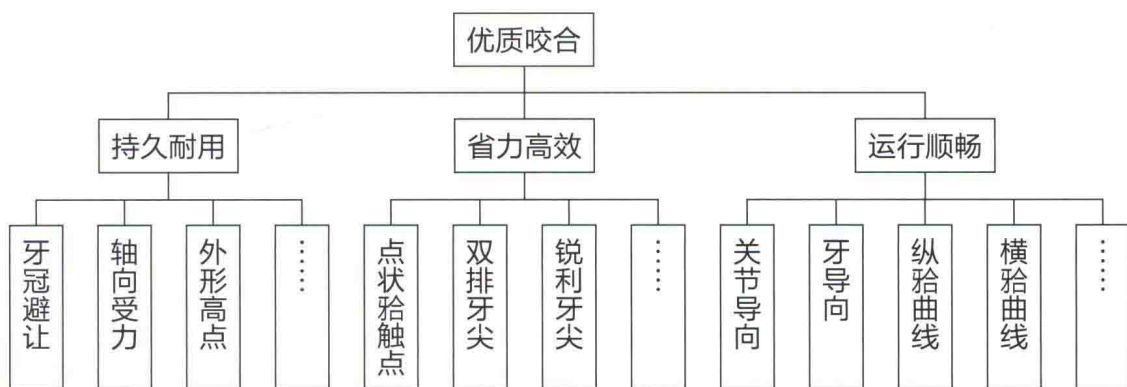 优质咬合
持久耐用
省力高效
运行顺畅
牙冠避让
轴向受力
外形高点
……
点状𬌗触点
双排牙尖
锐利牙尖
……
关节导向
牙导向
纵𬌗曲线
横𬌗曲线
……